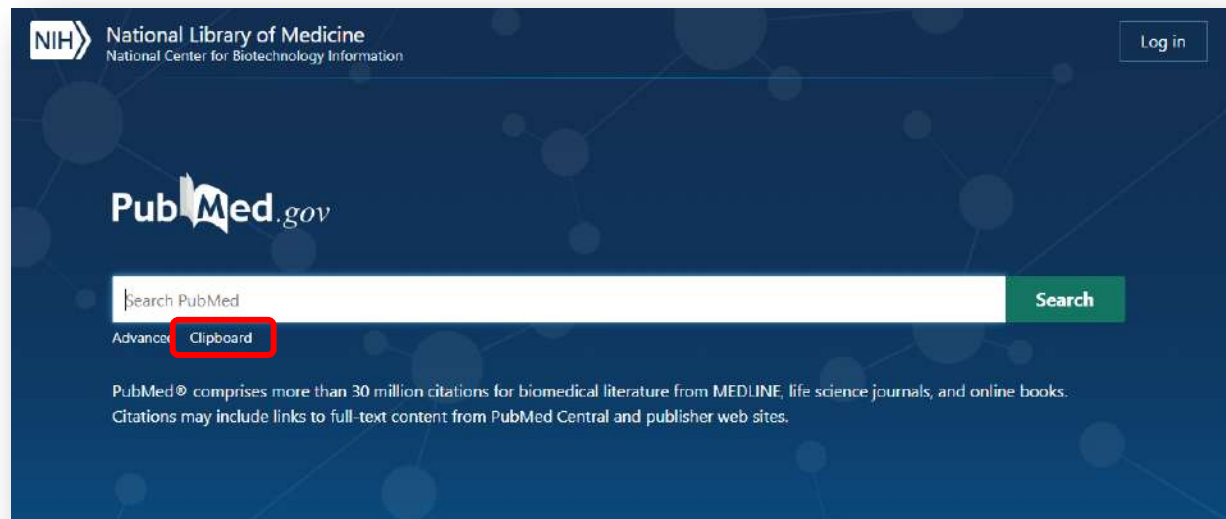 NIH National Library of Medicine
National Center for Biotechnology Information
Log in
PubMed.gov
Search PubMed
Search
Advanced Clipboard
PubMed® comprises more than 30 million citations for biomedical literature from MEDLINE, life science journals, and online books.
Citations may include links to full-text content from PubMed Central and publisher web sites.